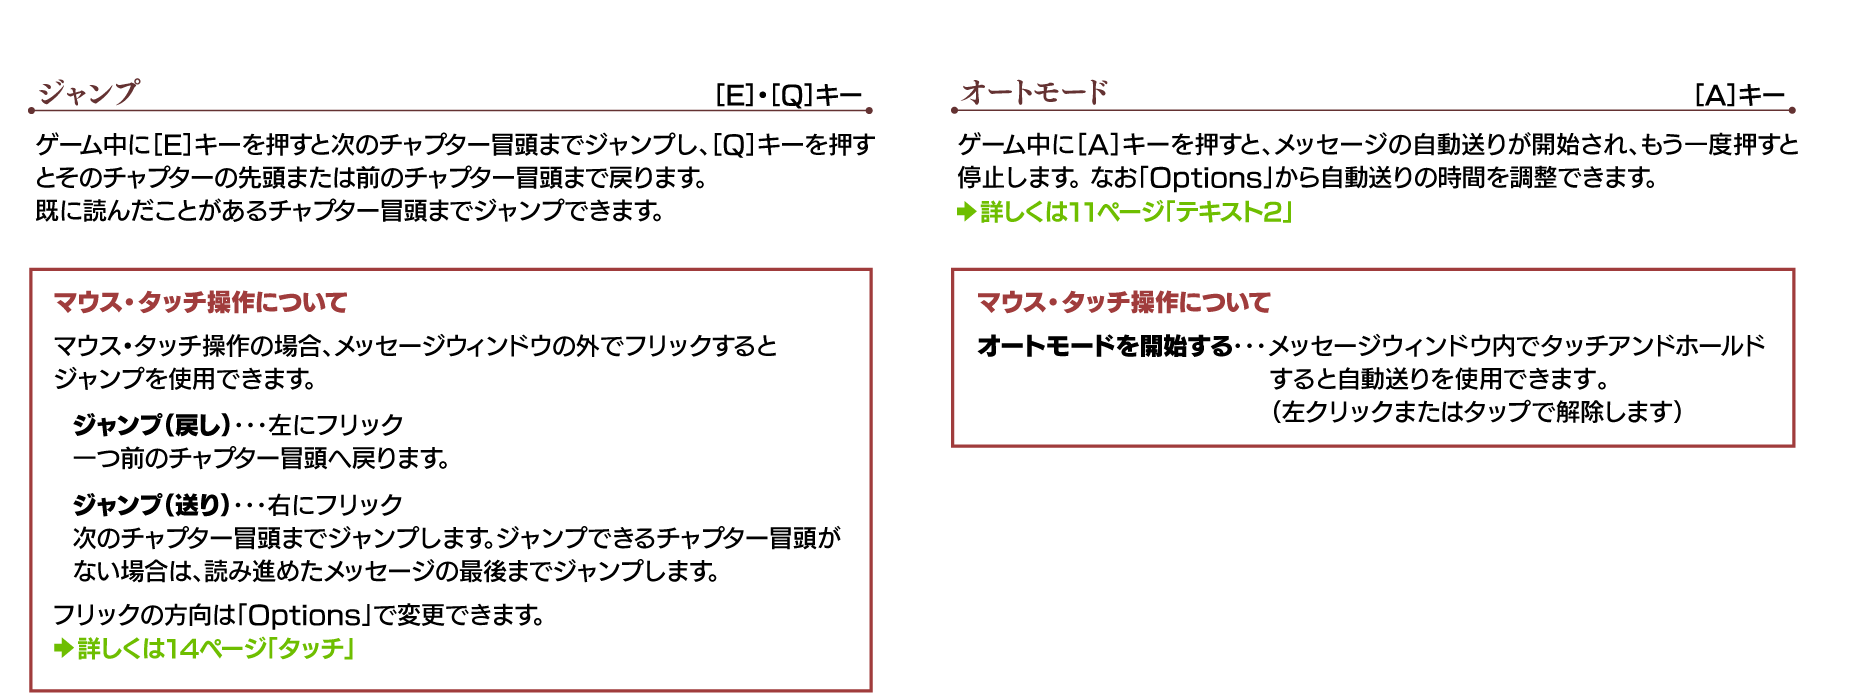 ジャンプ [E]・[Q]キー
ゲーム中に[E]キーを押すと次のチャプター冒頭までジャンプし、[Q]キーを押す
とそのチャプターの先頭または前のチャプター冒頭まで戻ります。
既に読んだことがあるチャプター冒頭までジャンプできます。
マウス・タッチ操作について
マウス・タッチ操作の場合、メッセージウィンドウの外でフリックすると
ジャンプを使用できます。
ジャンプ（戻し）・・・左にフリック
一つ前のチャプター冒頭へ戻ります。
ジャンプ（送り）・・・右にフリック
次のチャプター冒頭までジャンプします。ジャンプできるチャプター冒頭が
ない場合は、読み進めたメッセージの最後までジャンプします。
フリックの方向は「Options」で変更できます。
➡詳しくは14ページ「タッチ」
オートモード [A]キー
ゲーム中に[A]キーを押すと、メッセージの自動送りが開始され、もう一度押すと
停止します。なお「Options」から自動送りの時間を調整できます。
➡詳しくは11ページ「テキスト2」
マウス・タッチ操作について
オートモードを開始する・・・メッセージウィンドウ内でタッチアンドホールド
すると自動送りを使用できます。
（左クリックまたはタップで解除します）